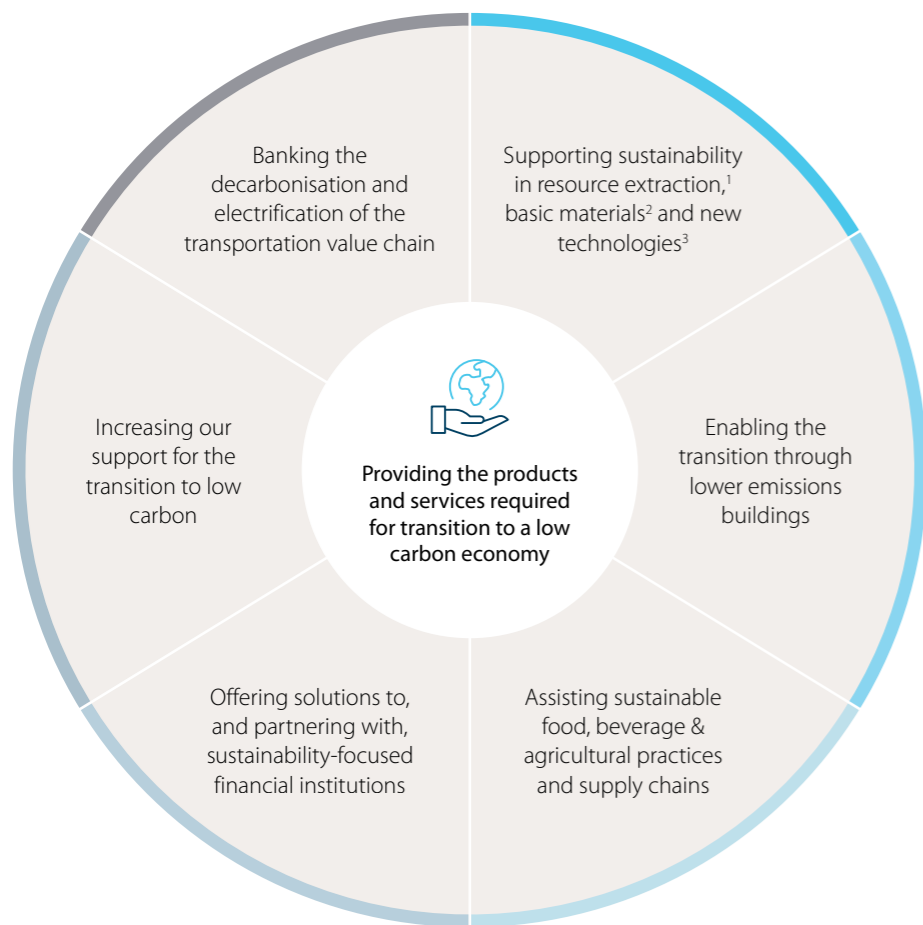 Banking the
decarbonisation and
electrification of the
transportation value chain
Supporting sustainability
in resource extraction,¹
basic materials² and new
technologies³
Enabling the
transition through
lower emissions
buildings
Assisting sustainable
food, beverage &
agricultural practices
and supply chains
Offering solutions to,
and partnering with,
sustainability-focused
financial institutions
Increasing our
support for the
transition to low
carbon
Providing the products
and services required
for transition to a low
carbon economy